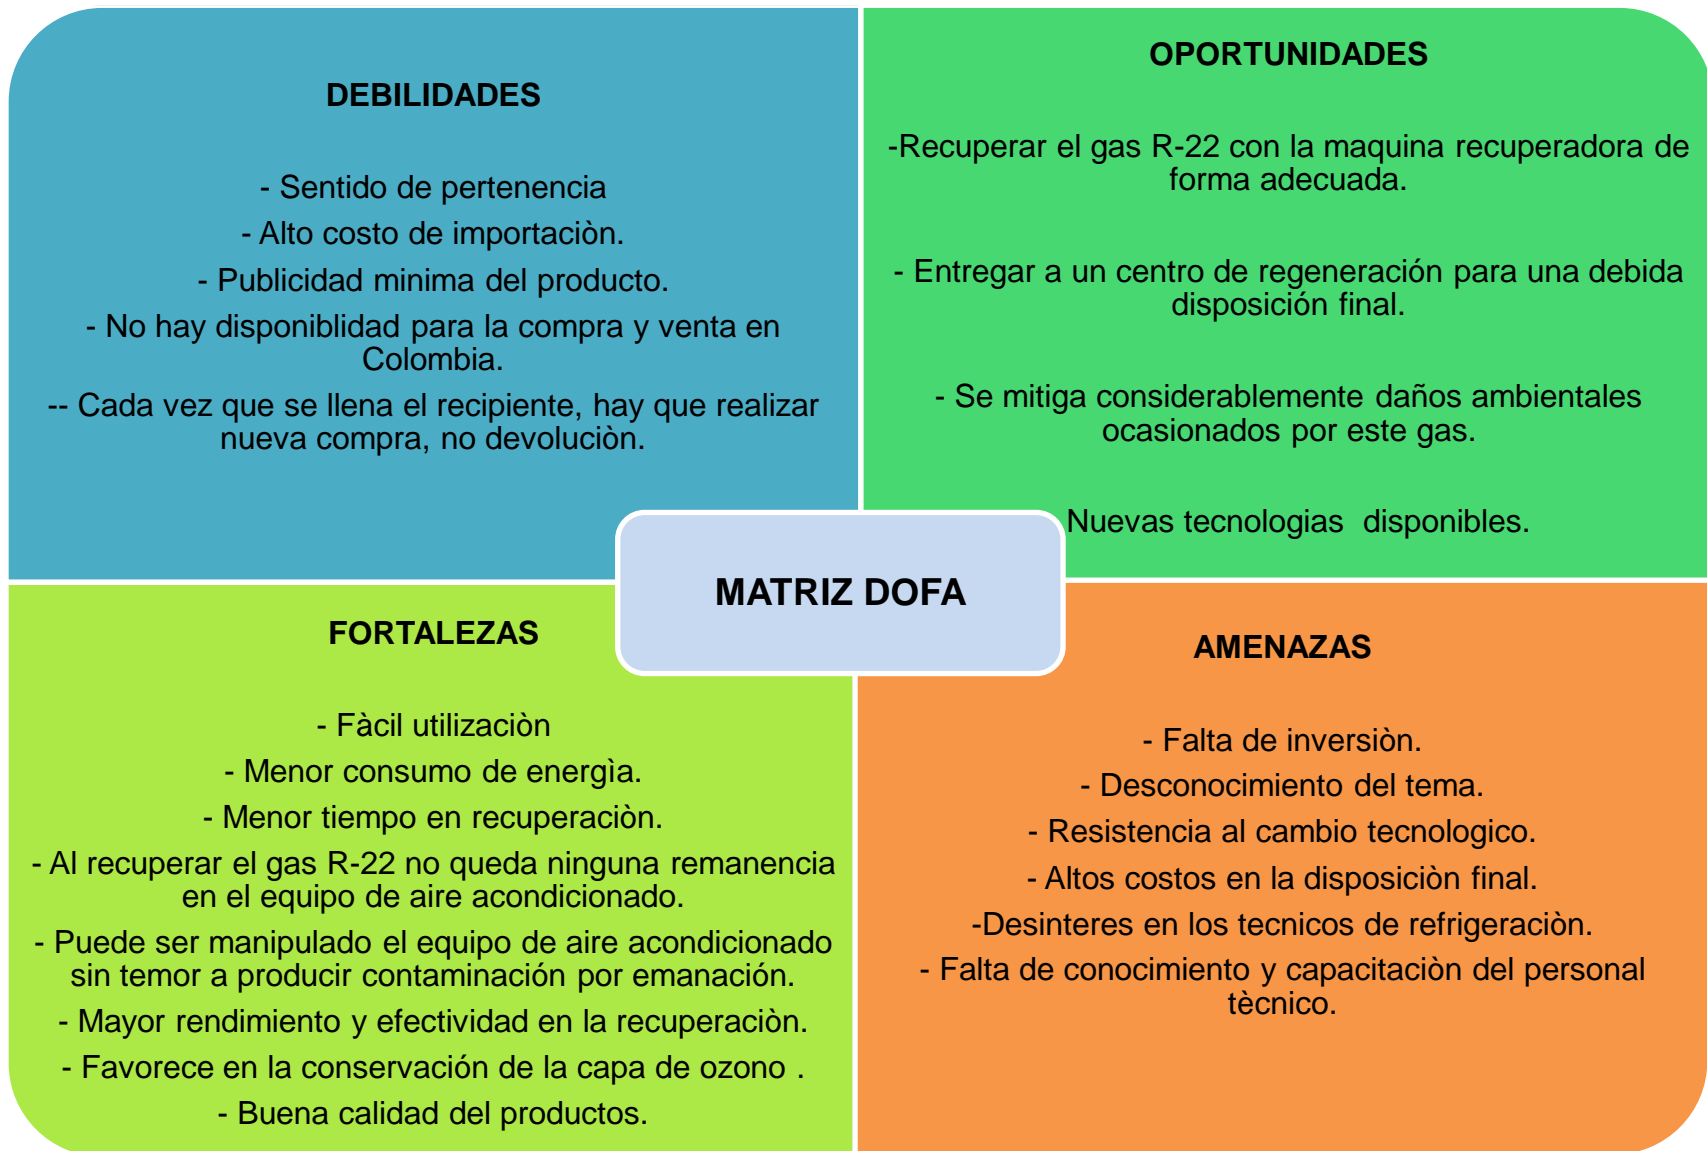 DEBILIDADES
- Sentido de pertenencia
- Alto costo de importaciòn.
- Publicidad minima del producto.
- No hay disponiblidad para la compra y venta en
Colombia.
-- Cada vez que se llena el recipiente, hay que realizar
nueva compra, no devoluciòn.
OPORTUNIDADES
-Recuperar el gas R-22 con la maquina recuperadora de
forma adecuada.
- Entregar a un centro de regeneración para una debida
disposición final.
- Se mitiga considerablemente daños ambientales
ocasionados por este gas.
Nuevas tecnologias  disponibles.
MATRIZ DOFA
FORTALEZAS
- Fàcil utilizaciòn
- Menor consumo de energìa.
- Menor tiempo en recuperaciòn.
- Al recuperar el gas R-22 no queda ninguna remanencia
en el equipo de aire acondicionado.
- Puede ser manipulado el equipo de aire acondicionado
sin temor a producir contaminación por emanación.
- Mayor rendimiento y efectividad en la recuperaciòn.
- Favorece en la conservación de la capa de ozono .
- Buena calidad del productos.
AMENAZAS
- Falta de inversiòn.
- Desconocimiento del tema.
- Resistencia al cambio tecnologico.
- Altos costos en la disposiciòn final.
-Desinteres en los tecnicos de refrigeraciòn.
- Falta de conocimiento y capacitaciòn del personal
tècnico.